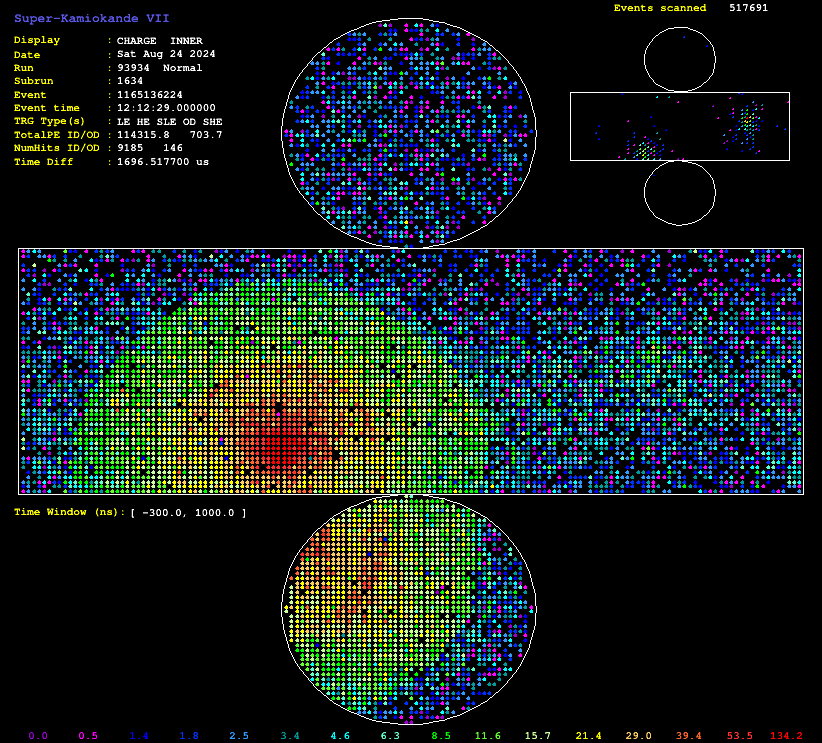 Super-Kamiokande VII
Events scanned 517691
Display : CHARGE INNER
Date : Sat Aug 24 2024
Run : 93934 Normal
Subrun : 1634
Event : 1165136224
Event time : 12:12:29.000000
TRG Type(s) : LE HE SLE OD SHE
TotalPE ID/OD : 114315.8 703.7
NumHits ID/OD : 9185 146
Time Diff : 1696.517700 us
Time Window (ns): [ -300.0, 1000.0 ]
0.0 0.5 1.4 1.8 2.5 3.4 4.6 6.3 8.5 11.6 15.7 21.4 29.0 39.4 53.5 134.2